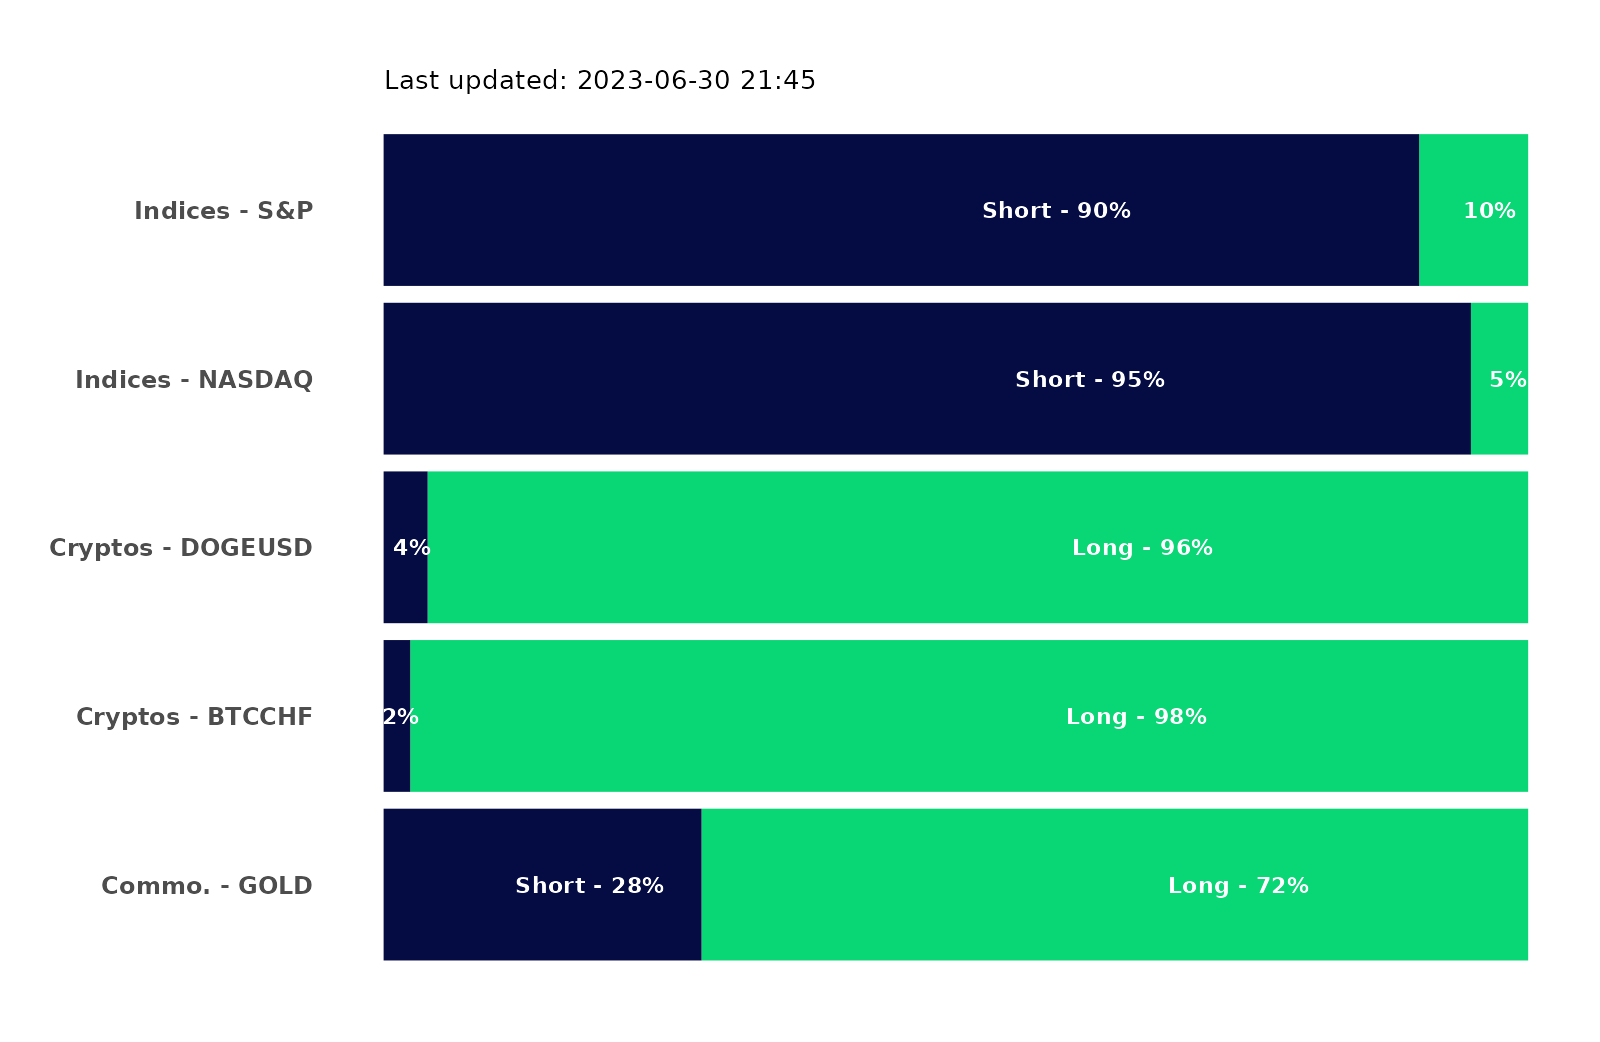 Last updated: 2023-06-30 21:45
Indices - S&P Short - 90% 10%
Indices - NASDAQ Short - 95% 5%
Cryptos - DOGEUSD 4% Long - 96%
Cryptos - BTCCHF 2% Long - 98%
Commo. - GOLD Short - 28% Long - 72%